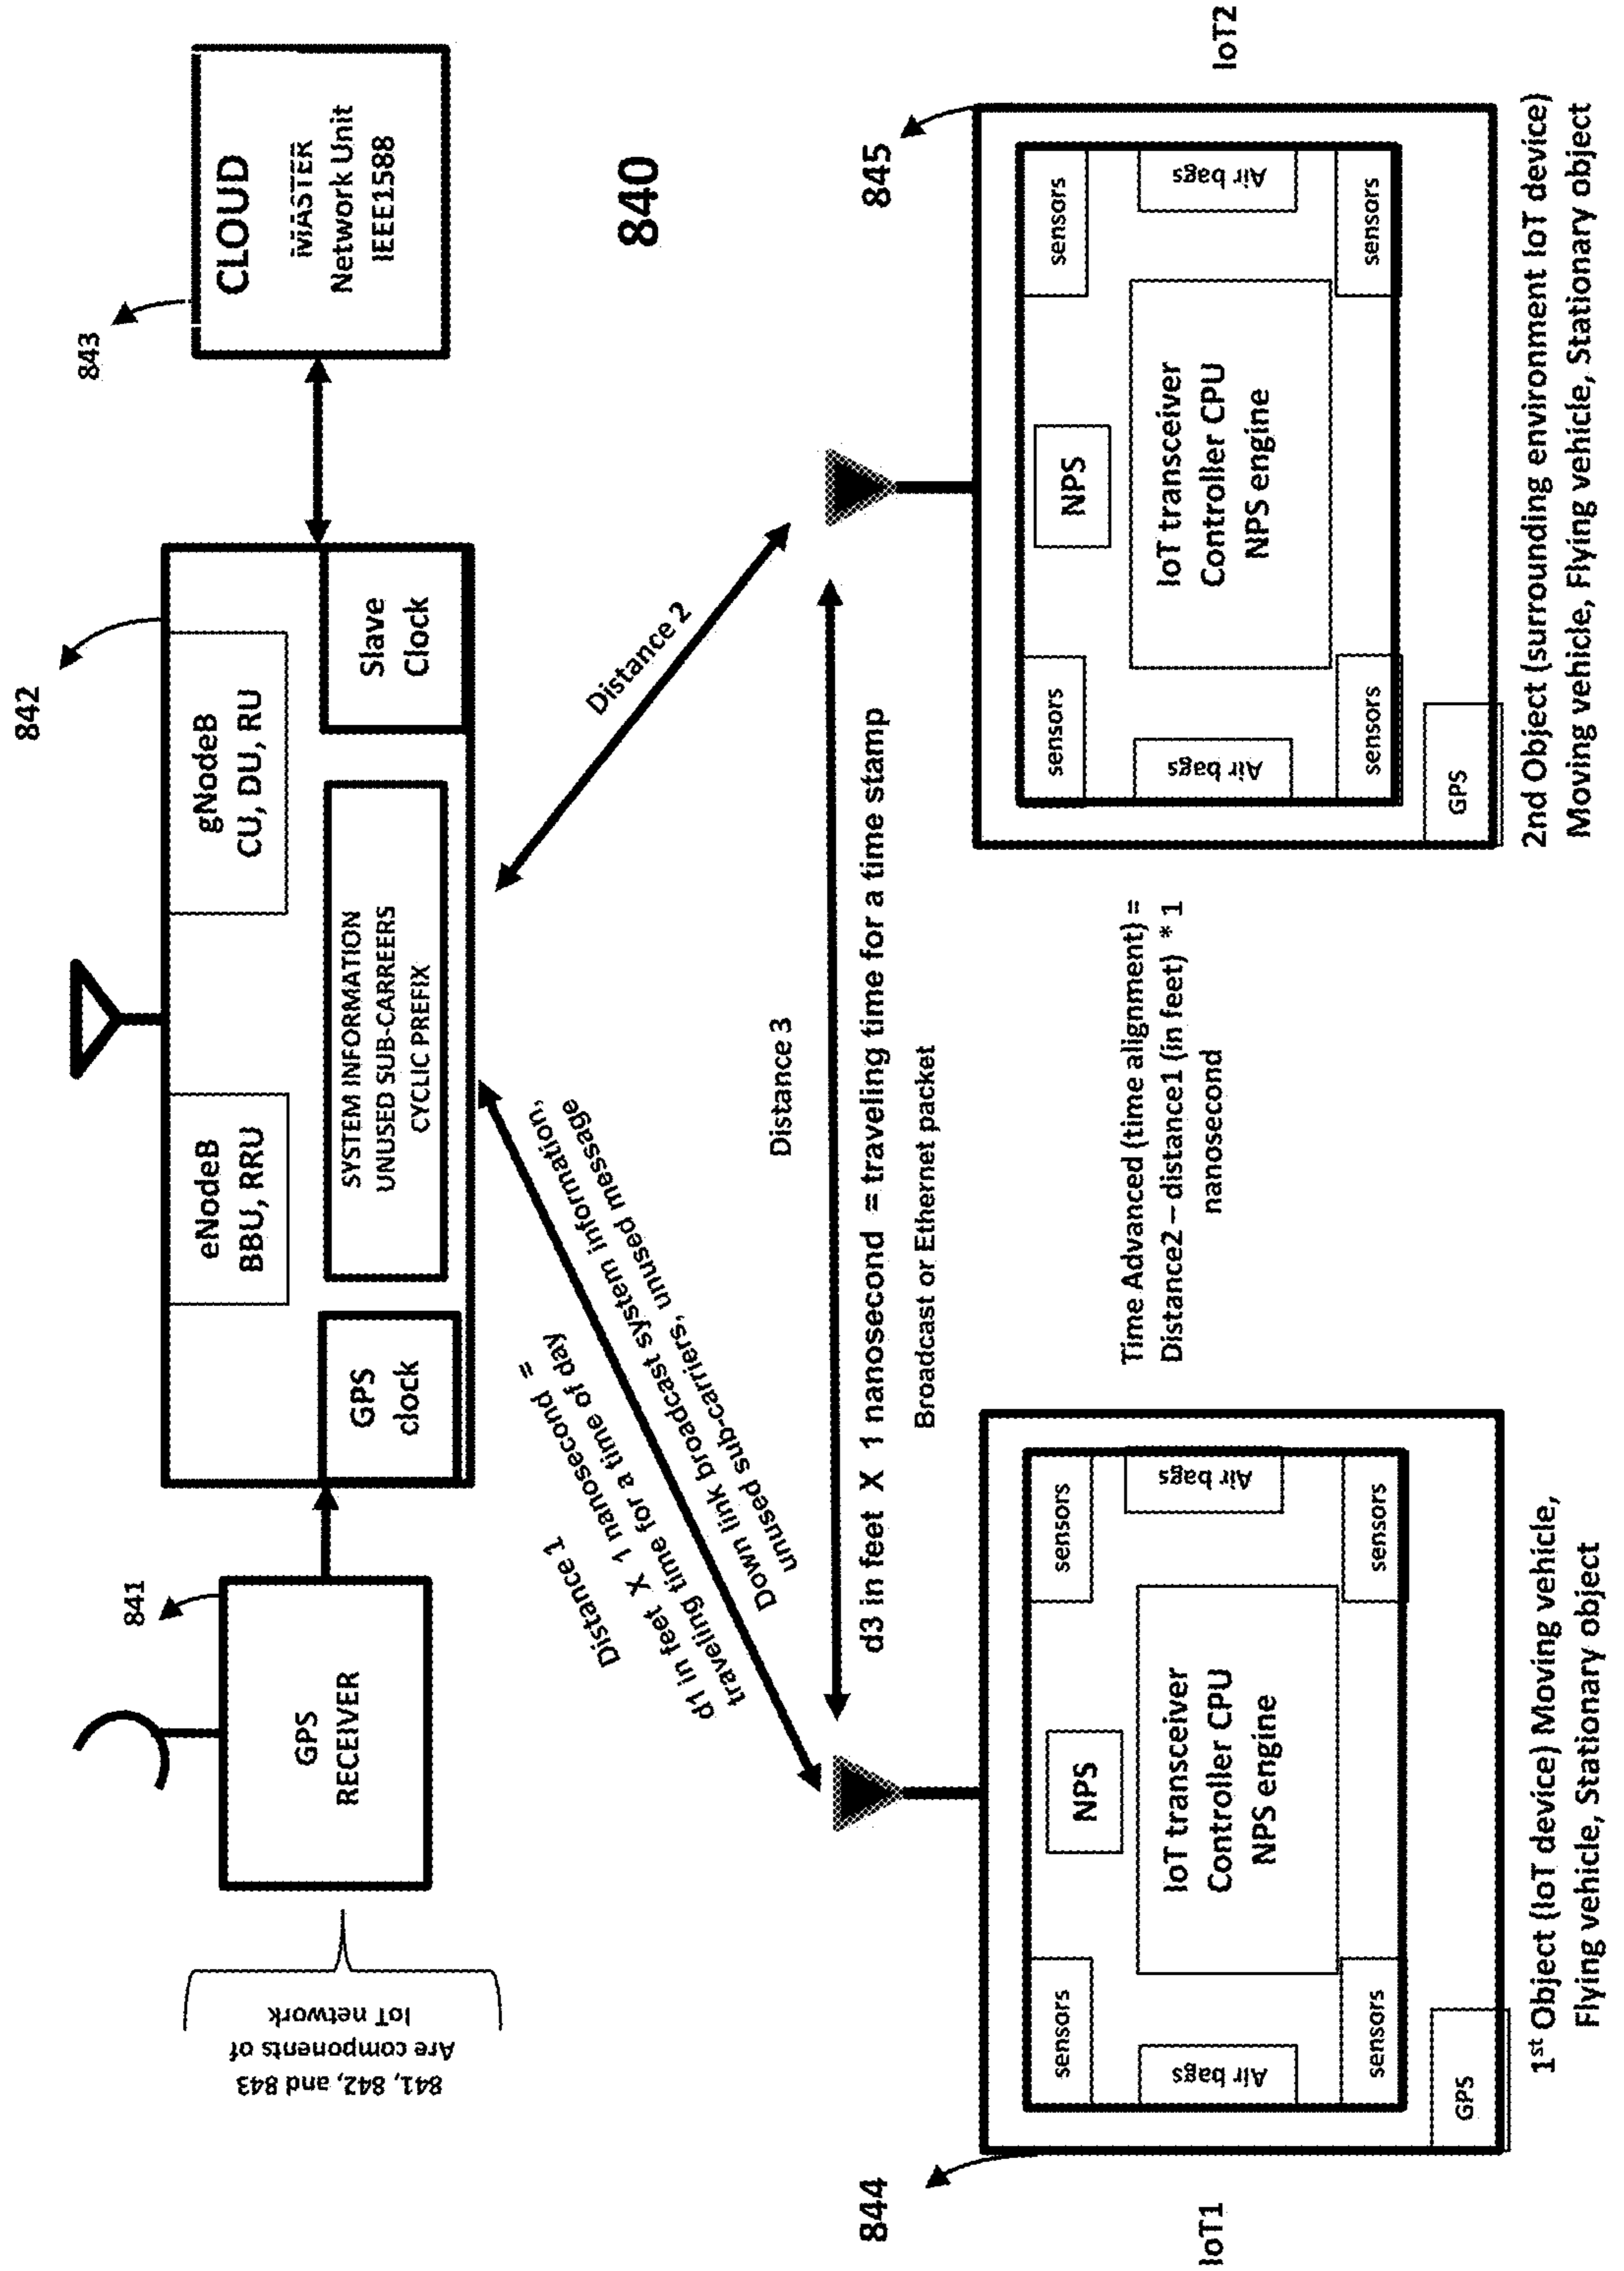 841, 842, and 843
Are components of
IoT network
GPS
RECEIVER
841
GPS
clock
eNodeB
BBU, RRU
SYSTEM INFORMATION
UNUSED SUB-CARREERS
CYCLIC PREFIX
gNodeB
CU, DU, RU
Slave
Clock
842
843
CLOUD
MASTER
Network Unit
IEEE1588
840
Distance 1
d1 in feet X 1 nanosecond =
traveling time for a time of day
Down link broadcast system information,
unused sub-carriers, unused message
Distance 2
Distance 3
d3 in feet X 1 nanosecond = traveling time for a time stamp
Broadcast or Ethernet packet
Time Advanced (time alignment) =
Distance2 – distance1 (in feet) * 1
nanosecond
844
IoT1
sensors
sensors
Air bags
Air bags
NPS
IoT transceiver
Controller CPU
NPS engine
sensors
sensors
GPS
1st Object (IoT device) Moving vehicle,
Flying vehicle, Stationary object
845
IoT2
sensors
sensors
Air bags
Air bags
NPS
IoT transceiver
Controller CPU
NPS engine
sensors
sensors
GPS
2nd Object (surrounding environment IoT device)
Moving vehicle, Flying vehicle, Stationary object